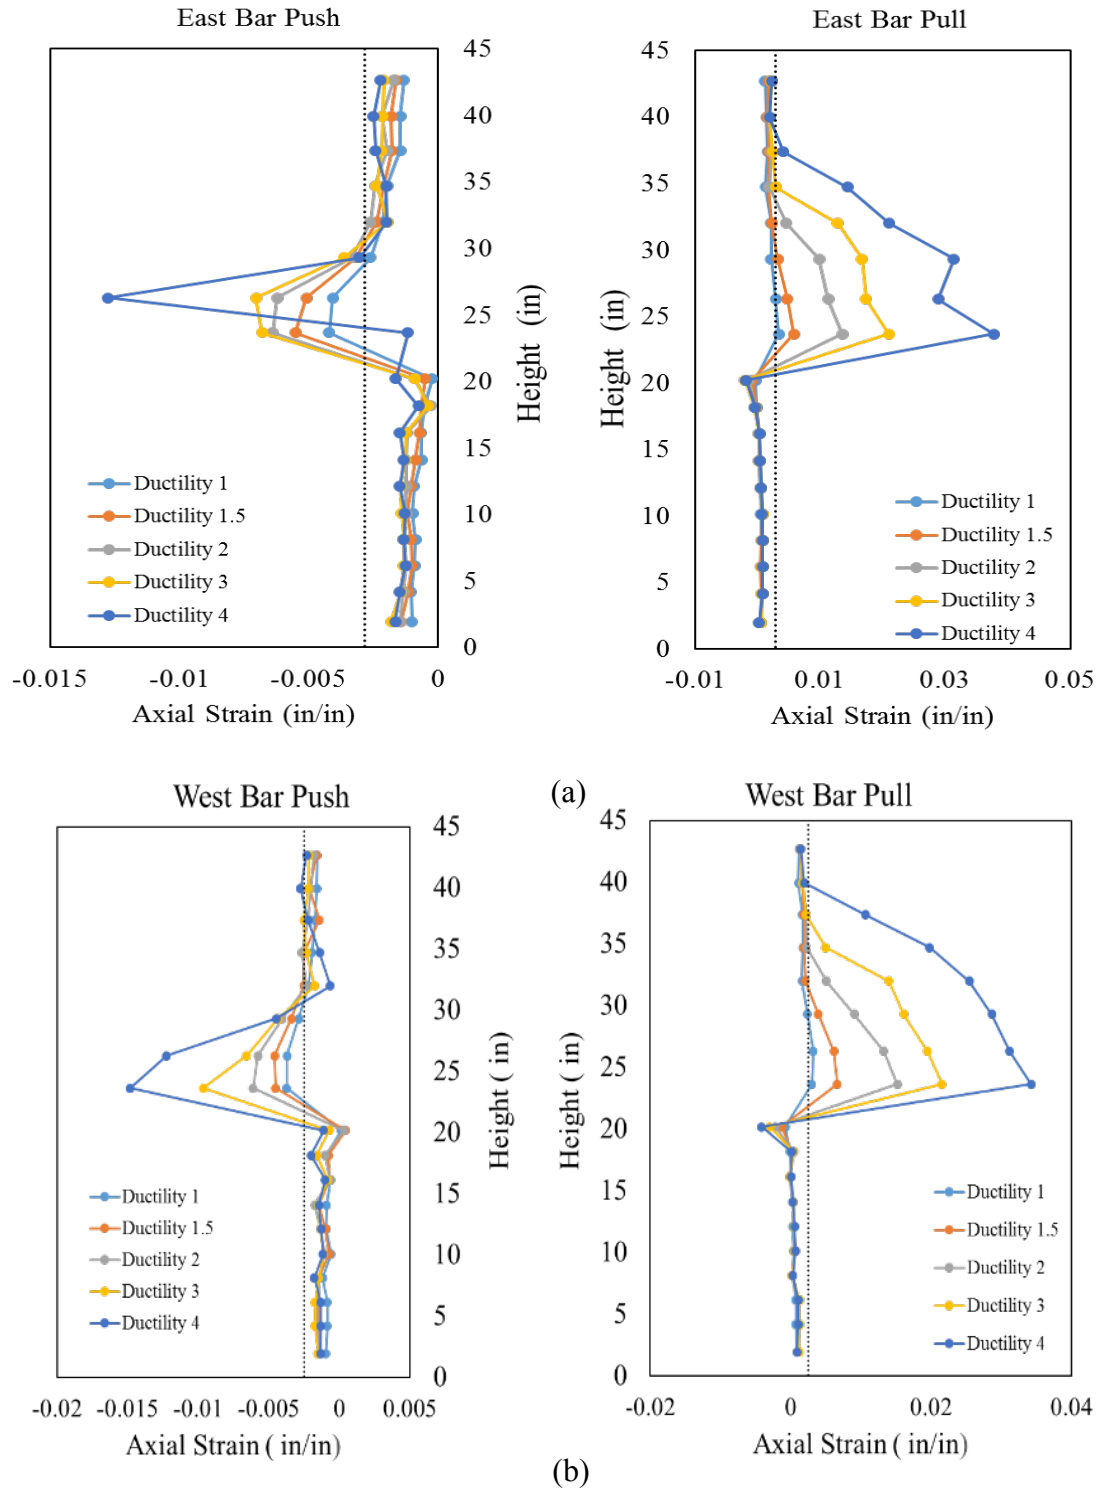 East Bar Push
45
40
35
30
25
20
15
10
5
0
Height (in)
Ductility 1
Ductility 1.5
Ductility 2
Ductility 3
Ductility 4
-0.015 -0.01 -0.005 0
Axial Strain (in/in)
East Bar Pull
45
40
35
30
25
20
15
10
5
0
Height (in)
Ductility 1
Ductility 1.5
Ductility 2
Ductility 3
Ductility 4
-0.01 0.01 0.03 0.05
Axial Strain (in/in)
(a)
West Bar Push
45
40
35
30
25
20
15
10
5
0
Height ( in)
Ductility 1
Ductility 1.5
Ductility 2
Ductility 3
Ductility 4
-0.02 -0.015 -0.01 -0.005 0 0.005
Axial Strain ( in/in)
West Bar Pull
45
40
35
30
25
20
15
10
5
0
Height ( in)
Ductility 1
Ductility 1.5
Ductility 2
Ductility 3
Ductility 4
-0.02 0 0.02 0.04
Axial Strain ( in/in)
(b)